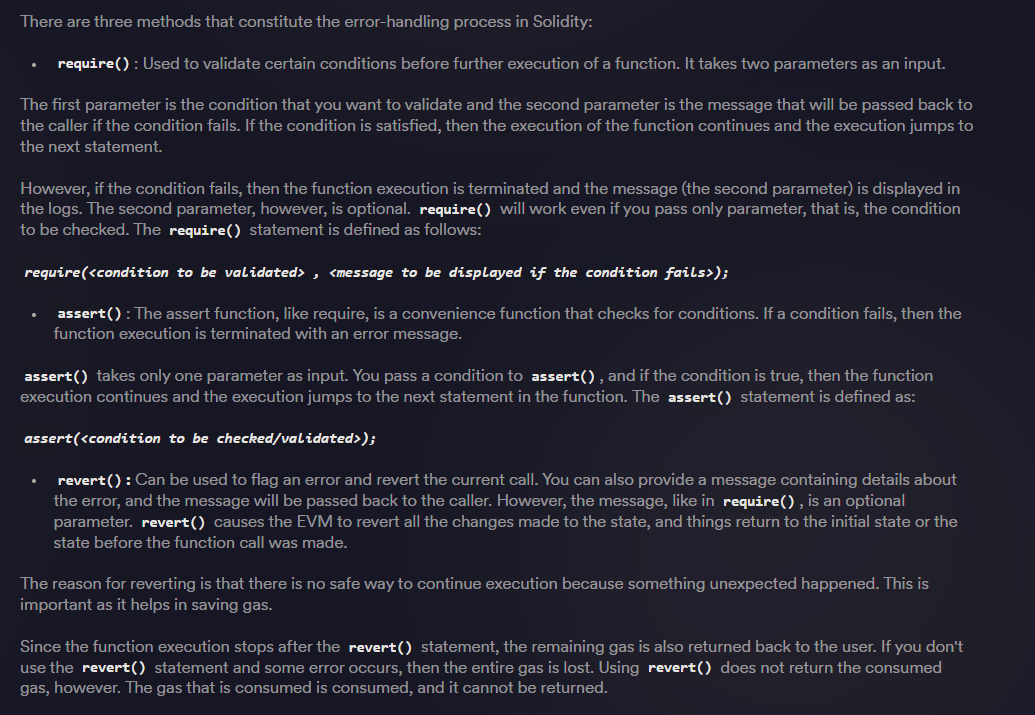 There are three methods that constitute the error-handling process in Solidity:
• require() : Used to validate certain conditions before further execution of a function. It takes two parameters as an input.
The first parameter is the condition that you want to validate and the second parameter is the message that will be passed back to
the caller if the condition fails. If the condition is satisfied, then the execution of the function continues and the execution jumps to
the next statement.
However, if the condition fails, then the function execution is terminated and the message (the second parameter) is displayed in
the logs. The second parameter, however, is optional. require() will work even if you pass only parameter, that is, the condition
to be checked. The require() statement is defined as follows:
require(<condition to be validated> , <message to be displayed if the condition fails>);
• assert() : The assert function, like require, is a convenience function that checks for conditions. If a condition fails, then the
function execution is terminated with an error message.
assert() takes only one parameter as input. You pass a condition to assert() , and if the condition is true, then the function
execution continues and the execution jumps to the next statement in the function. The assert() statement is defined as:
assert(<condition to be checked/validated>);
• revert() : Can be used to flag an error and revert the current call. You can also provide a message containing details about
the error, and the message will be passed back to the caller. However, the message, like in require() , is an optional
parameter. revert() causes the EVM to revert all the changes made to the state, and things return to the initial state or the
state before the function call was made.
The reason for reverting is that there is no safe way to continue execution because something unexpected happened. This is
important as it helps in saving gas.
Since the function execution stops after the revert() statement, the remaining gas is also returned back to the user. If you don't
use the revert() statement and some error occurs, then the entire gas is lost. Using revert() does not return the consumed
gas, however. The gas that is consumed is consumed, and it cannot be returned.